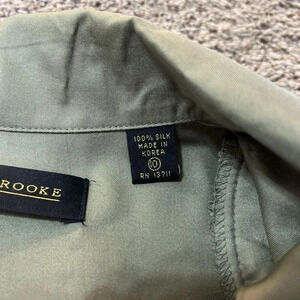 ROOKE
100% SILK
MADE IN
KOREA
10
RN 13711